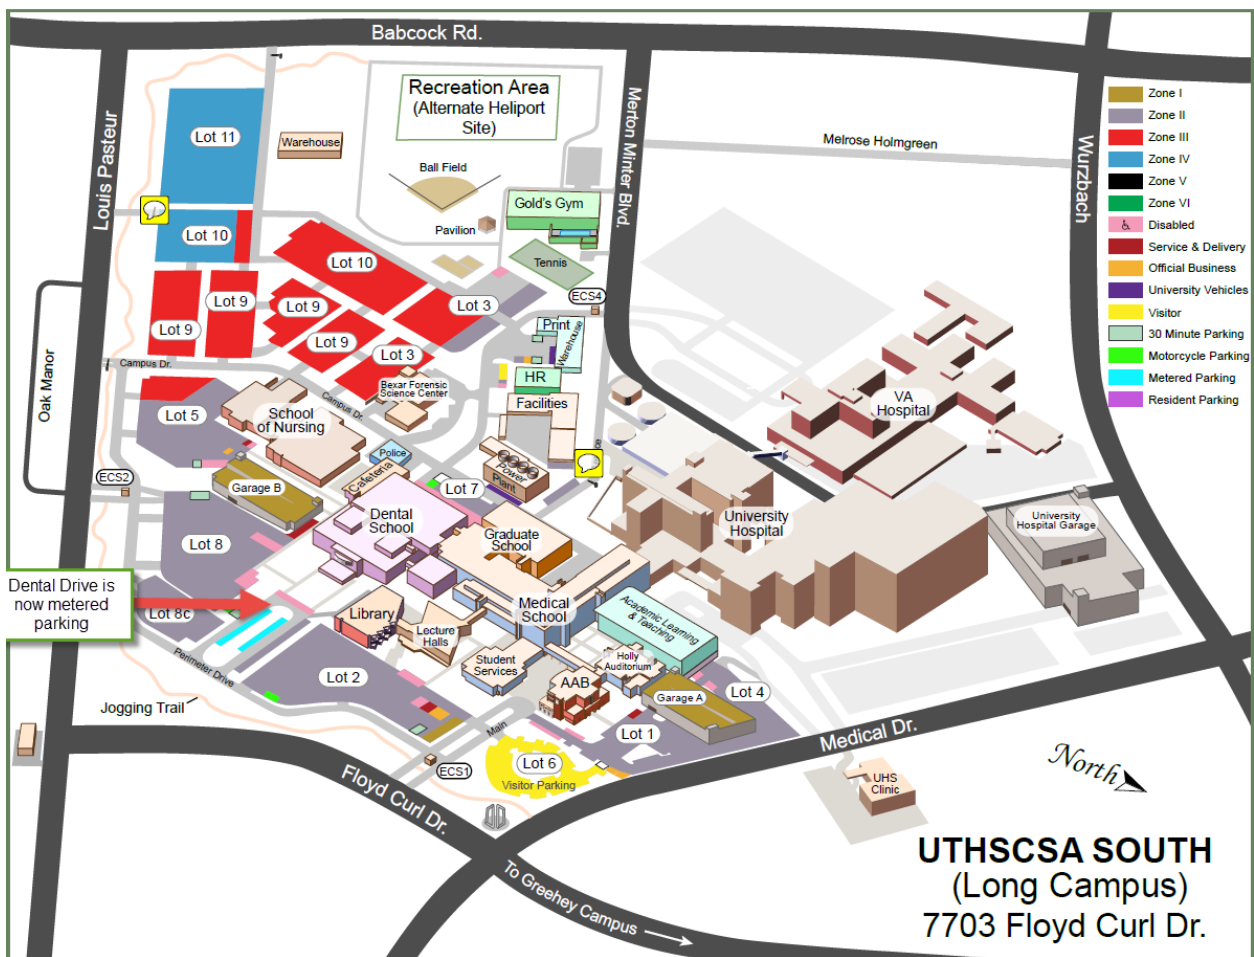 Babcock Rd.
Louis Pasteur
Merton Minter Blvd.
Wurzbach
Melrose Holmgreen
Recreation Area
(Alternate Heliport
Site)
Lot 11
Warehouse
Ball Field
Pavilion
Gold's Gym
Tennis
Lot 10
Lot 10
Lot 9
Lot 9
Lot 9
Lot 9
Lot 3
Lot 3
ECS4
Print
Warehouse
HR
Facilities
Campus Dr.
Campus Dr.
Bexar Forensic
Science Center
Oak Manor
Lot 5
School
of Nursing
Police
Cafeteria
Power
Plant
Lot 7
ECS2
Garage B
Dental
School
Graduate
School
Lot 8
Dental Drive is
now metered
parking
Lot 8c
Library
Lecture
Halls
Medical
School
Academic Learning
& Teaching
Student
Services
Holly
Auditorium
AAB
Garage A
Lot 4
Lot 2
Lot 1
Perimeter Drive
Jogging Trail
Main
ECS1
Lot 6
Visitor Parking
Floyd Curl Dr.
Medical Dr.
To Greehey Campus
VA
Hospital
University
Hospital
University
Hospital Garage
UHS
Clinic
North
Zone I
Zone II
Zone III
Zone IV
Zone V
Zone VI
Disabled
Service & Delivery
Official Business
University Vehicles
Visitor
30 Minute Parking
Motorcycle Parking
Metered Parking
Resident Parking
UTHSCSA SOUTH
(Long Campus)
7703 Floyd Curl Dr.